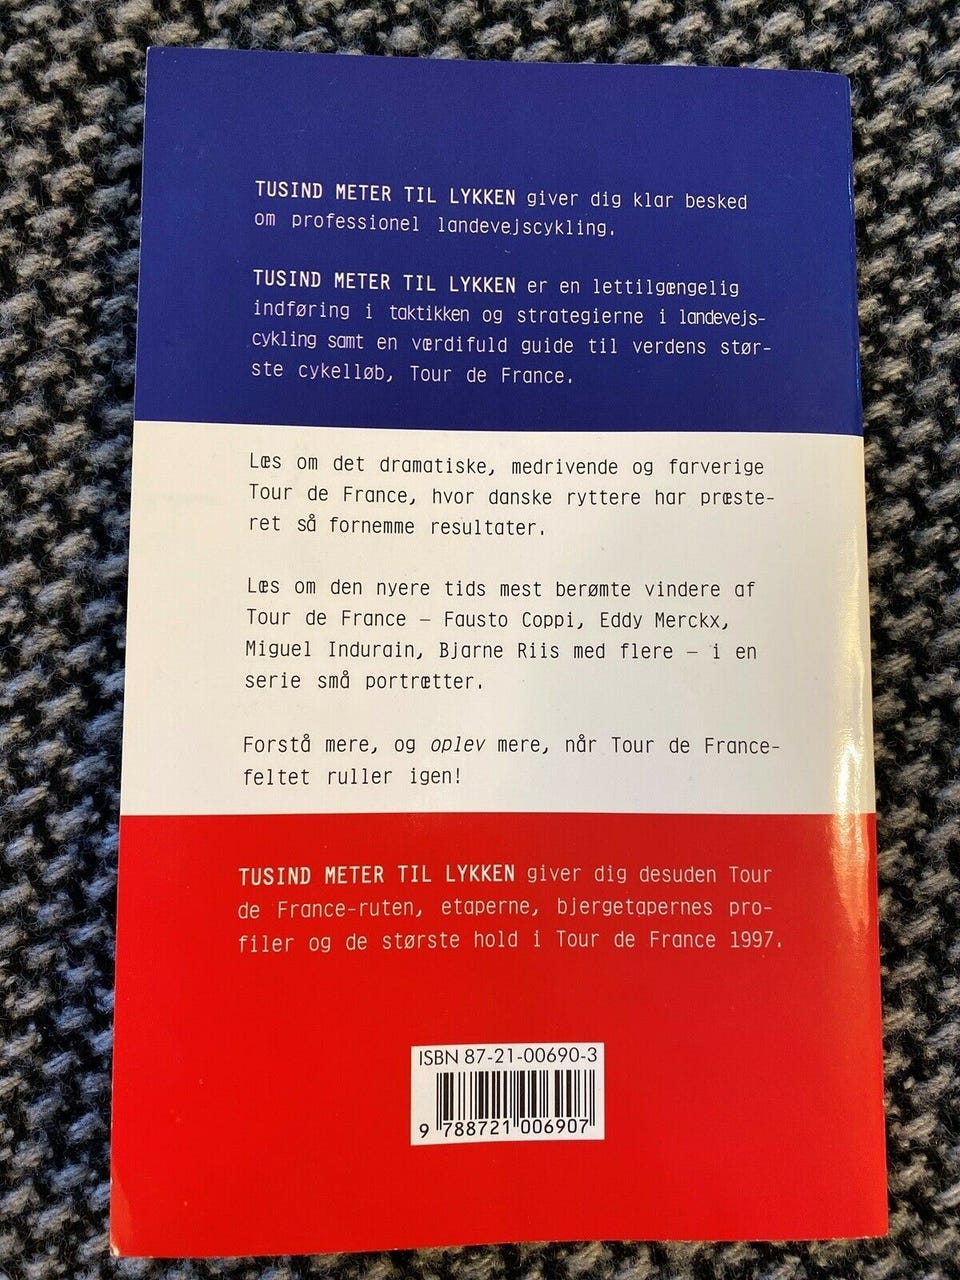 TUSIND METER TIL LYKKEN giver dig klar besked
om professionel landevejscykling.
TUSIND METER TIL LYKKEN er en lettilgængelig
indføring i taktikken og strategierne i landevejs-
cykling samt en værdifuld guide til verdens stør-
ste cykelløb, Tour de France.
Læs om det dramatiske, medrivende og farverige
Tour de France, hvor danske ryttere har præste-
ret så fornemme resultater.
Læs om den nyere tids mest berømte vindere af
Tour de France – Fausto Coppi, Eddy Merckx,
Miguel Indurain, Bjarne Riis med flere – i en
serie små portrætter.
Forstå mere, og oplev mere, når Tour de France-
feltet ruller igen!
TUSIND METER TIL LYKKEN giver dig desuden Tour
de France-ruten, etaperne, bjergetapernes pro-
filer og de største hold i Tour de France 1997.
ISBN 87-21-00690-3
9 788721 006907